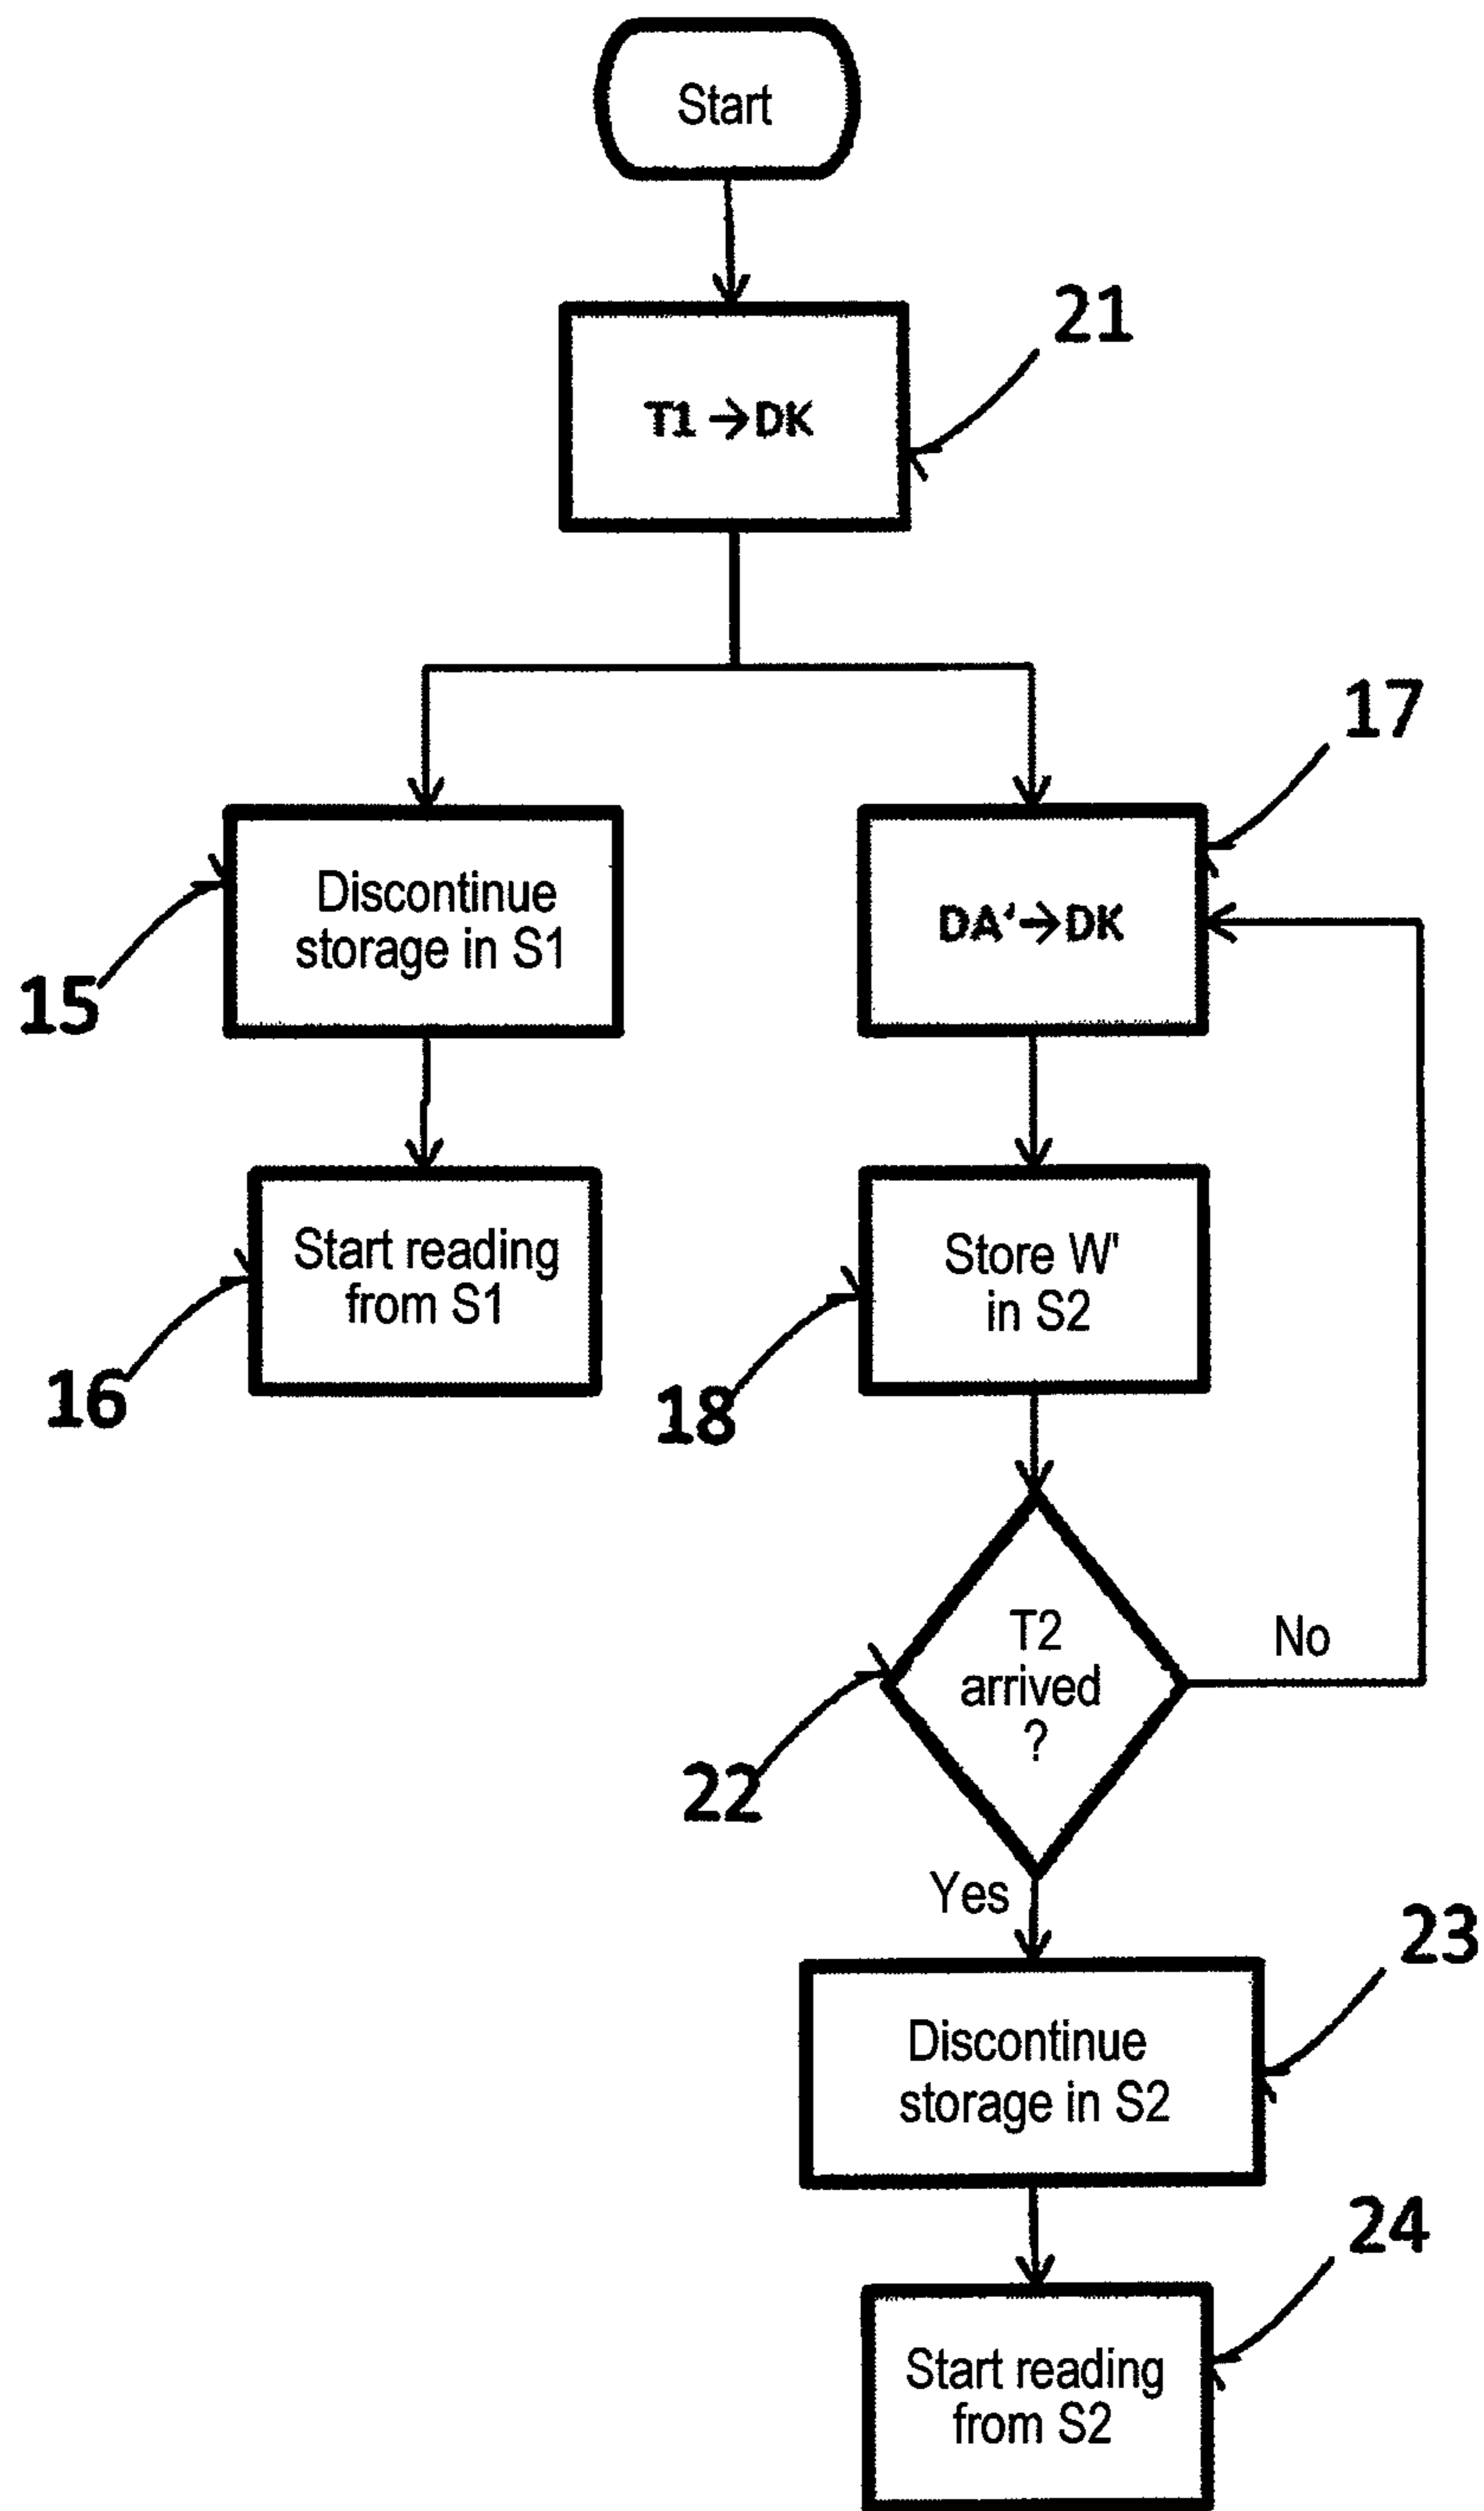 Start
21
T1→DK
17
Discontinue
storage in S1
15
DA'→DK
Start reading
from S1
16
Store W'
in S2
18
T2
arrived
?
No
22
Yes
23
Discontinue
storage in S2
24
Start reading
from S2